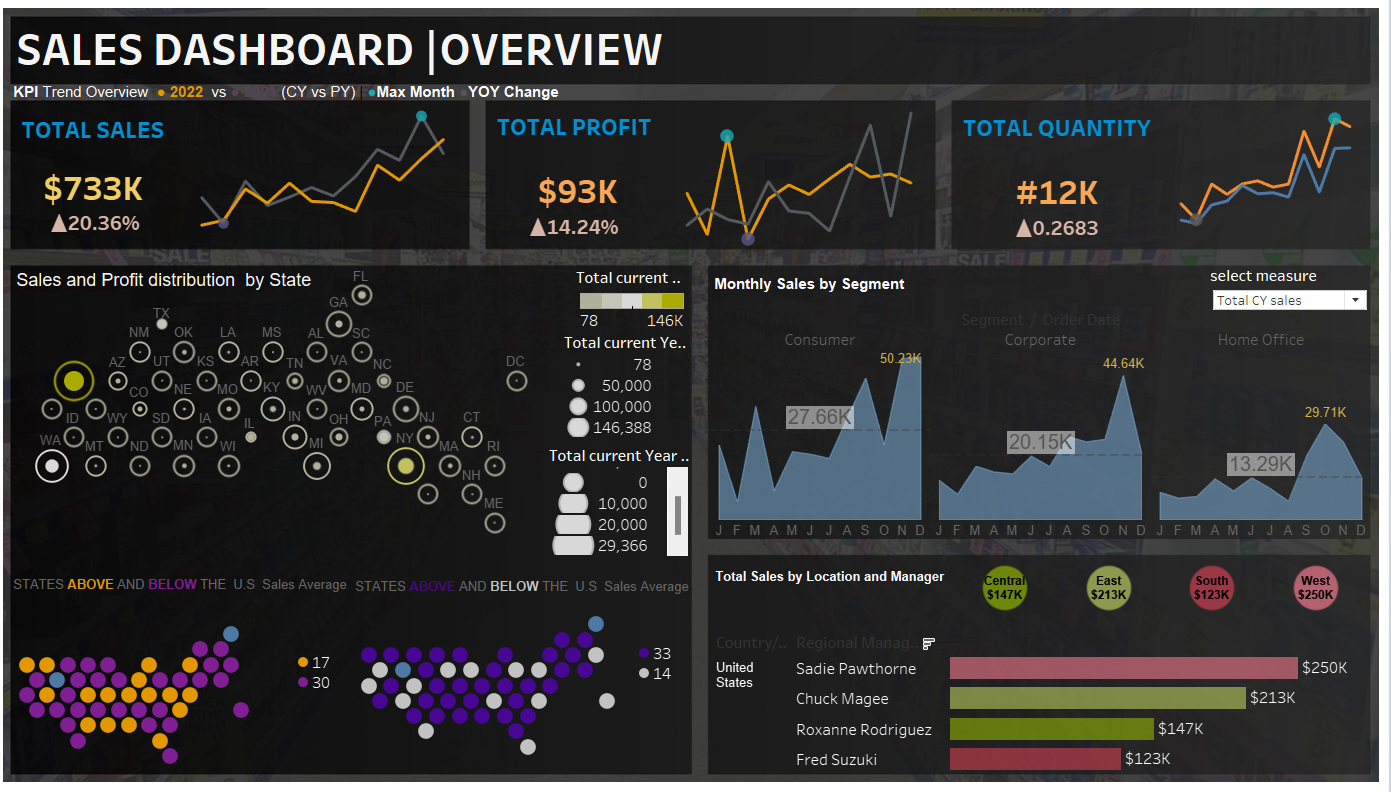 SALES DASHBOARD |OVERVIEW
KPI Trend Overview ● 2022 vs ● (CY vs PY) | ●Max Month ●YOY Change
TOTAL SALES
$733K
▲20.36%
TOTAL PROFIT
$93K
▲14.24%
TOTAL QUANTITY
#12K
▲0.2683
Sales and Profit distribution by State
FL
GA
TX
NM OK LA MS AL SC
AZ UT KS AR TN VA NC DC
CO NE MO KY WV MD DE
ID WY SD IA IL IN OH PA NJ CT
WA MT ND MN WI MI NY MA RI
NH
ME
Total current ..
78 146K
Total current Ye..
78
50,000
100,000
146,388
Total current Year ..
0
10,000
20,000
29,366
STATES ABOVE AND BELOW THE U.S Sales Average
17
30
STATES ABOVE AND BELOW THE U.S Sales Average
33
14
Monthly Sales by Segment
select measure
Total CY sales
Segment / Order Date
Consumer Corporate Home Office
50.23K
27.66K
44.64K
20.15K
29.71K
13.29K
J F M A M J J A S O N D J F M A M J J A S O N D J F M A M J J A S O N D
Total Sales by Location and Manager
Central
$147K
East
$213K
South
$123K
West
$250K
Country/.. Regional Manag..
United
States
Sadie Pawthorne $250K
Chuck Magee $213K
Roxanne Rodriguez $147K
Fred Suzuki $123K